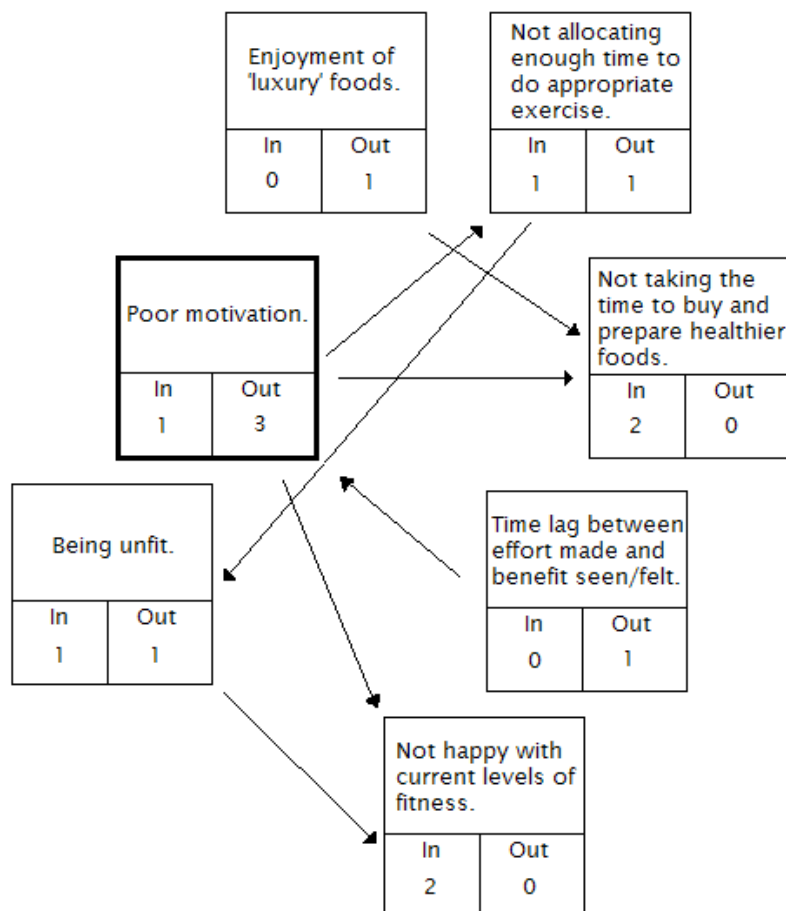 Enjoyment of
'luxury' foods.
In Out
0 1
Not allocating
enough time to
do appropriate
exercise.
In Out
1 1
Poor motivation.
In Out
1 3
Not taking the
time to buy and
prepare healthier
foods.
In Out
2 0
Being unfit.
In Out
1 1
Time lag between
effort made and
benefit seen/felt.
In Out
0 1
Not happy with
current levels of
fitness.
In Out
2 0